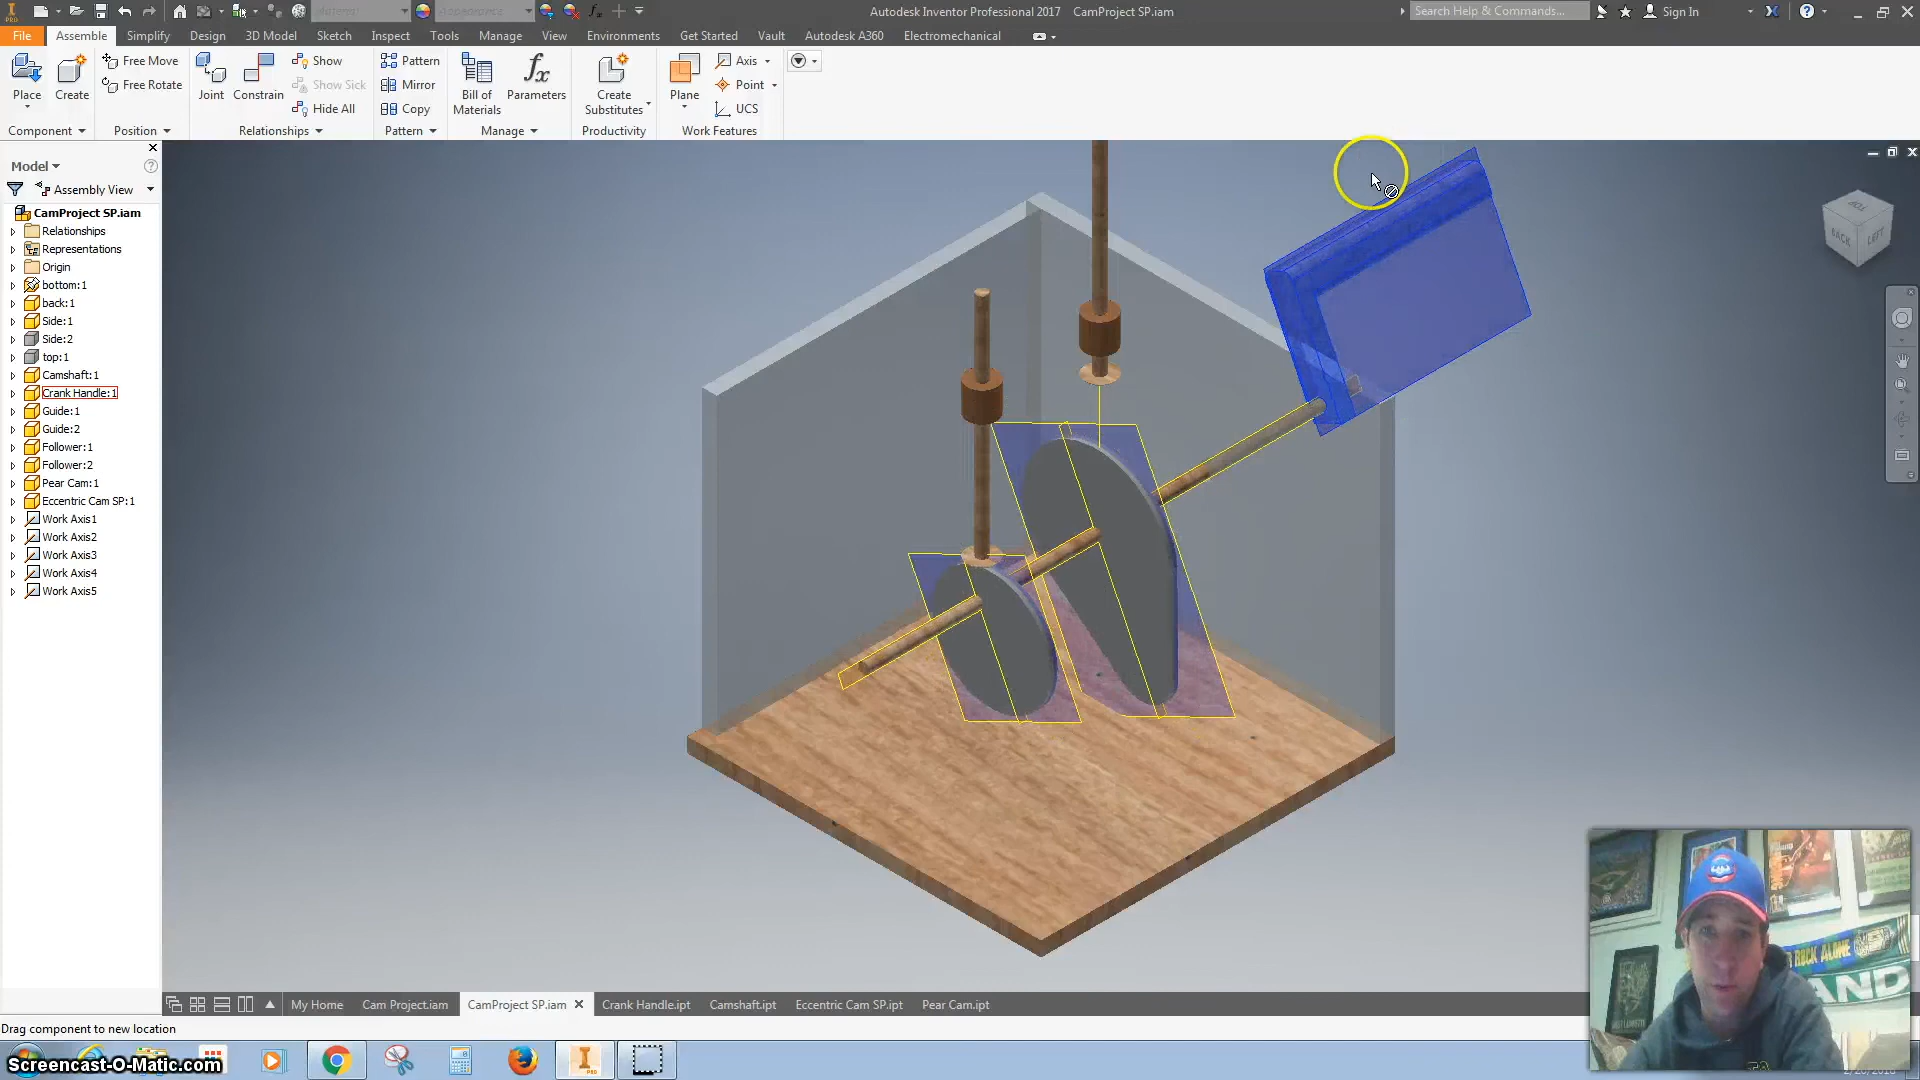 Autodesk Inventor Professional 2017 CamProject SP.iam
Search Help & Commands...
Sign In
File Assemble Simplify Design 3D Model Sketch Inspect Tools Manage View Environments Get Started Vault Autodesk A360 Electromechanical
Place
Create
Free Move
Free Rotate
Joint
Constrain
Show
Show Sick
Hide All
Pattern
Mirror
Copy
Bill of
Materials
Parameters
Create
Substitutes
Plane
Axis
Point
UCS
Component
Position
Relationships
Pattern
Manage
Productivity
Work Features
Model
Assembly View
CamProject SP.iam
Relationships
Representations
Origin
bottom:1
back:1
Side:1
Side:2
top:1
Camshaft:1
Crank Handle:1
Guide:1
Guide:2
Follower:1
Follower:2
Pear Cam:1
Eccentric Cam SP:1
Work Axis1
Work Axis2
Work Axis3
Work Axis4
Work Axis5
TOP
BACK
LEFT
ROCK ALONE
AND
My Home Cam Project.iam CamProject SP.iam Crank Handle.ipt Camshaft.ipt Eccentric Cam SP.ipt Pear Cam.ipt
Drag component to new location
Screencast-O-Matic.com